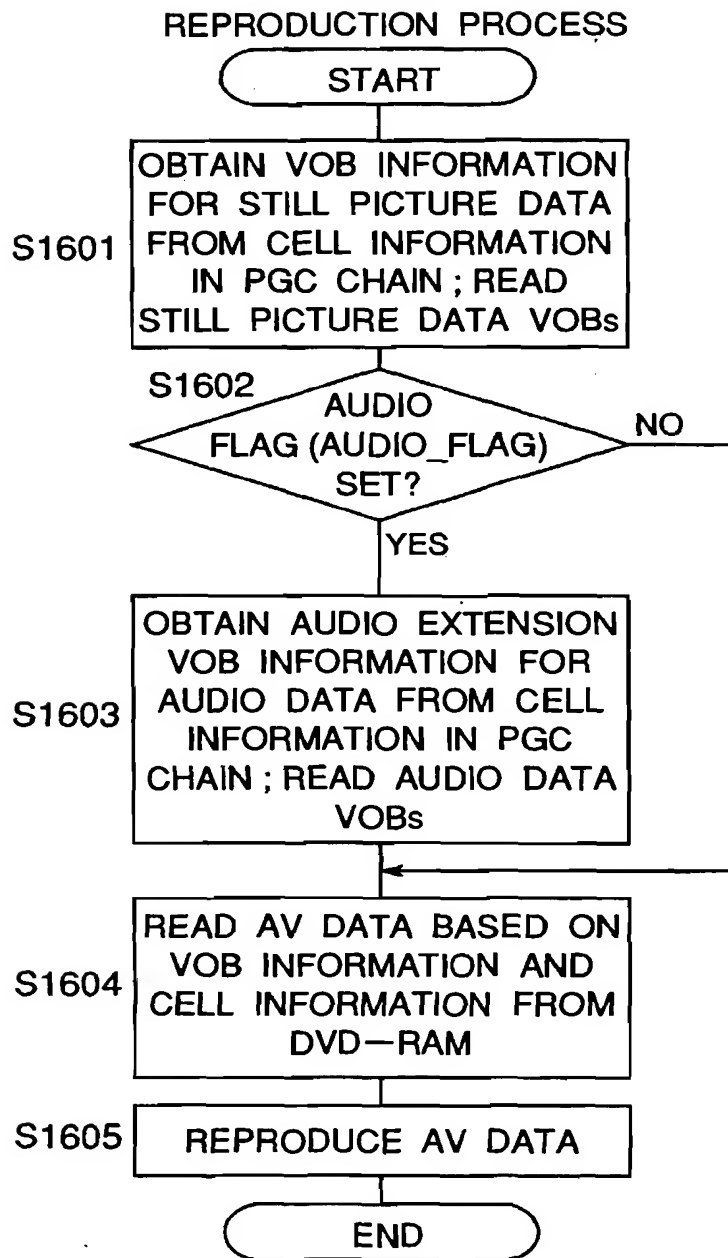 REPRODUCTION PROCESS
START
S1601
OBTAIN VOB INFORMATION
FOR STILL PICTURE DATA
FROM CELL INFORMATION
IN PGC CHAIN ; READ
STILL PICTURE DATA VOBs
S1602
AUDIO
FLAG (AUDIO_FLAG)
SET?
NO
YES
S1603
OBTAIN AUDIO EXTENSION
VOB INFORMATION FOR
AUDIO DATA FROM CELL
INFORMATION IN PGC
CHAIN ; READ AUDIO DATA
VOBs
S1604
READ AV DATA BASED ON
VOB INFORMATION AND
CELL INFORMATION FROM
DVD-RAM
S1605
REPRODUCE AV DATA
END